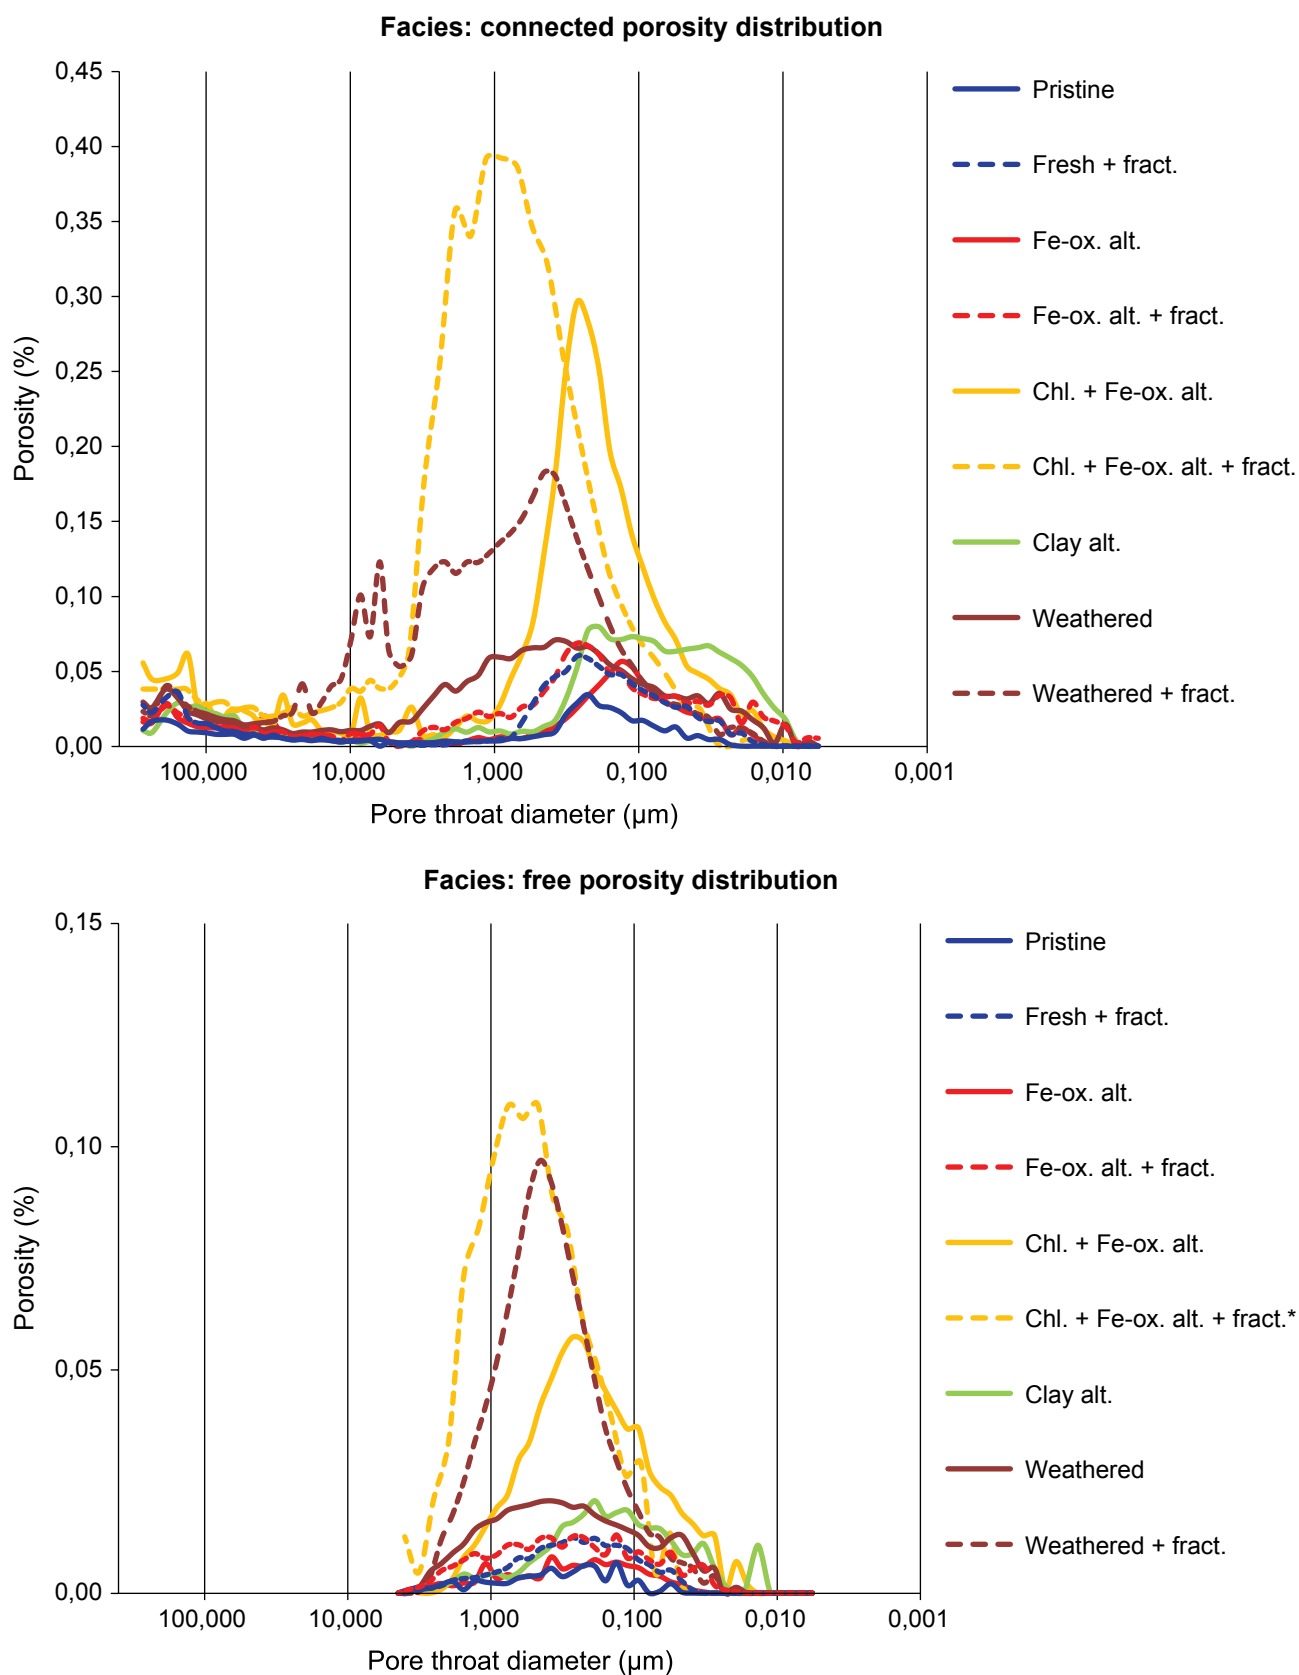 Facies: connected porosity distribution
0,45
0,40
0,35
0,30
0,25
0,20
0,15
0,10
0,05
0,00
Porosity (%)
100,000 10,000 1,000 0,100 0,010 0,001
Pore throat diameter (µm)
Pristine
Fresh + fract.
Fe-ox. alt.
Fe-ox. alt. + fract.
Chl. + Fe-ox. alt.
Chl. + Fe-ox. alt. + fract.
Clay alt.
Weathered
Weathered + fract.
Facies: free porosity distribution
0,15
0,10
0,05
0,00
Porosity (%)
100,000 10,000 1,000 0,100 0,010 0,001
Pore throat diameter (µm)
Pristine
Fresh + fract.
Fe-ox. alt.
Fe-ox. alt. + fract.
Chl. + Fe-ox. alt.
Chl. + Fe-ox. alt. + fract.*
Clay alt.
Weathered
Weathered + fract.